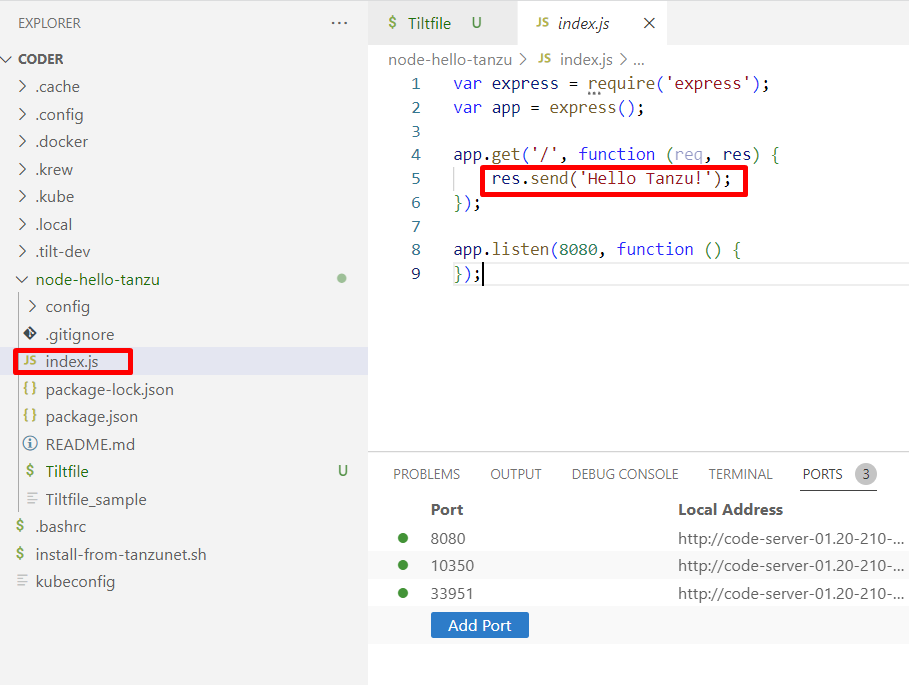 EXPLORER
CODER
.cache
.config
.docker
.krew
.kube
.local
.tilt-dev
node-hello-tanzu
config
.gitignore
JS index.js
{} package-lock.json
{} package.json
README.md
$ Tiltfile U
Tiltfile_sample
$ .bashrc
$ install-from-tanzunet.sh
kubeconfig
$ Tiltfile U
JS index.js
node-hello-tanzu > JS index.js > ...
1 var express = require('express');
2 var app = express();
3
4 app.get('/', function (req, res) {
5 res.send('Hello Tanzu!');
6 });
7
8 app.listen(8080, function () {
9 });
PROBLEMS OUTPUT DEBUG CONSOLE TERMINAL PORTS 3
Port Local Address
8080 http://code-server-01.20-210-...
10350 http://code-server-01.20-210-...
33951 http://code-server-01.20-210-...
Add Port